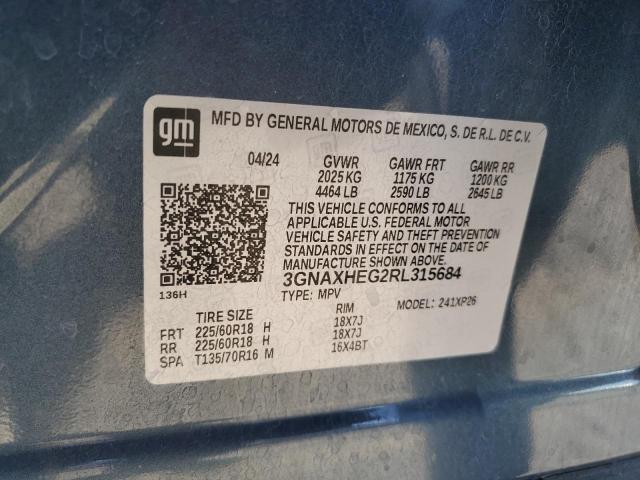 gm MFD BY GENERAL MOTORS DE MEXICO, S. DE R.L. DE C.V.
04/24 GVWR GAWR FRT GAWR RR
2025 KG 1175 KG 1200 KG
4464 LB 2590 LB 2645 LB
THIS VEHICLE CONFORMS TO ALL
APPLICABLE U.S. FEDERAL MOTOR
VEHICLE SAFETY AND THEFT PREVENTION
STANDARDS IN EFFECT ON THE DATE OF
MANUFACTURE SHOWN ABOVE.
136H 3GNAXHEG2RL315684
TYPE: MPV MODEL: 241XP26
TIRE SIZE RIM
FRT 225/60R18 H 18X7J
RR 225/60R18 H 18X7J
SPA T135/70R16 M 16X4BT